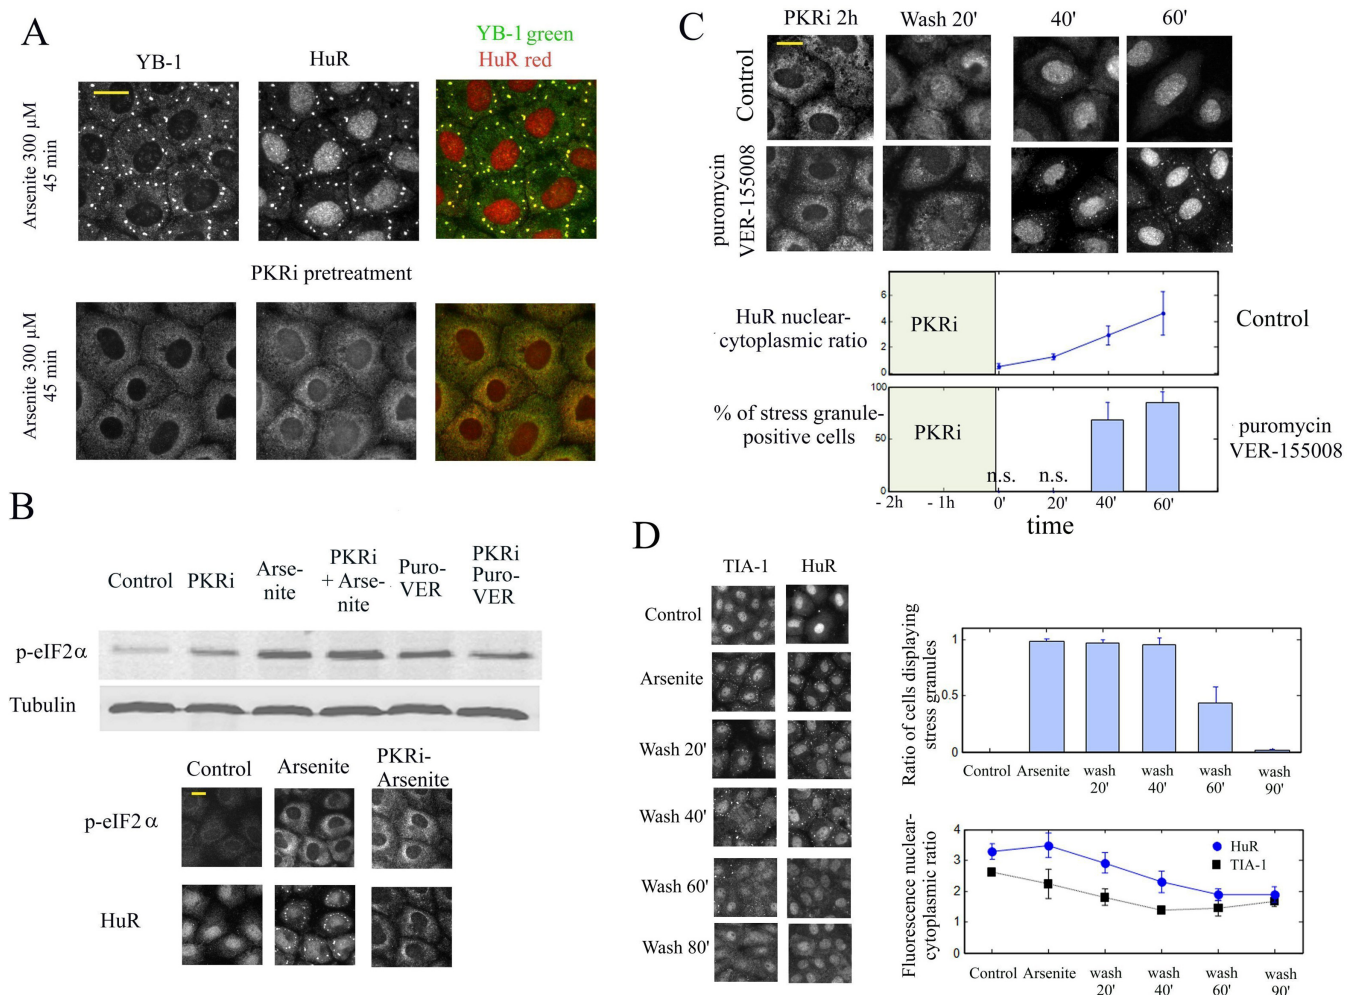 A
YB-1
HuR
YB-1 green
HuR red
Arsenite 300 µM
45 min
PKRi pretreatment
Arsenite 300 µM
45 min
B
Control
PKRi
Arse-
nite
PKRi
+ Arse-
nite
Puro-
VER
PKRi
Puro-
VER
p-eIF2α
Tubulin
Control
Arsenite
PKRi-
Arsenite
p-eIF2 α
HuR
C
PKRi 2h
Wash 20'
40'
60'
Control
puromycin
VER-155008
HuR nuclear-
cytoplasmic ratio
6
4
2
0
PKRi
Control
% of stress granule-
positive cells
100
50
0
PKRi
n.s.
n.s.
puromycin
VER-155008
- 2h
- 1h
0'
20'
40'
60'
time
D
TIA-1
HuR
Control
Arsenite
Wash 20'
Wash 40'
Wash 60'
Wash 80'
Ratio of cells displaying
stress granules
1
0.5
0
Control
Arsenite
wash
20'
wash
40'
wash
60'
wash
90'
Fluorescence nuclear-
cytoplasmic ratio
4
3
2
1
0
HuR
TIA-1
Control
Arsenite
wash
20'
wash
40'
wash
60'
wash
90'